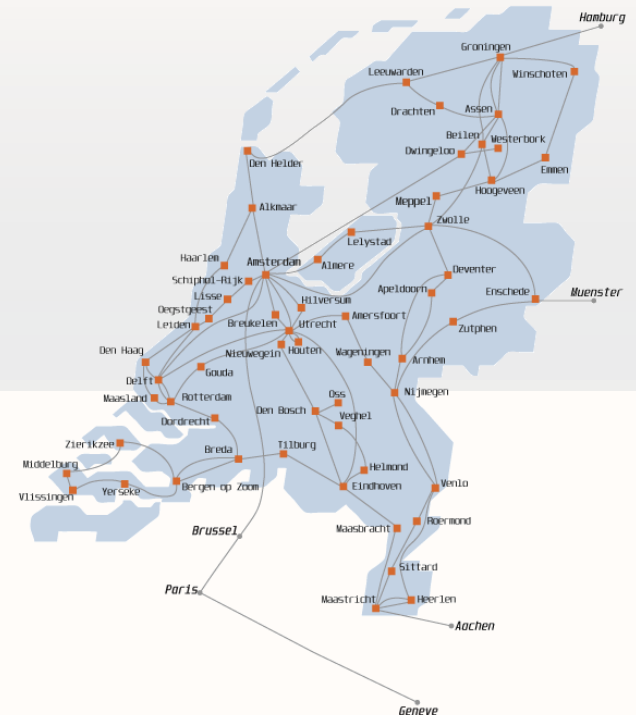 Hamburg
Groningen
Leeuwarden
Winschoten
Drachten
Assen
Beilen
Westerbork
Dwingeloo
Den Helder
Emmen
Hoogeveen
Meppel
Alkmaar
Zwolle
Lelystad
Haarlem
Amsterdam
Almere
Schiphol-Rijk
Deventer
Apeldoorn
Enschede
Muenster
Lisse
Hilversum
Oegstgeest
Breukelen
Utrecht
Amersfoort
Leiden
Zutphen
Den Haag
Nieuwegein
Houten
Wageningen
Arnhem
Gouda
Delft
Maasland
Rotterdam
Nijmegen
Oss
Den Bosch
Veghel
Dordrecht
Zierikzee
Breda
Tilburg
Middelburg
Helmond
Vlissingen
Yerseke
Bergen op Zoom
Eindhoven
Venlo
Brussel
Maasbracht
Roermond
Sittard
Paris
Maastricht
Heerlen
Aachen
Geneve